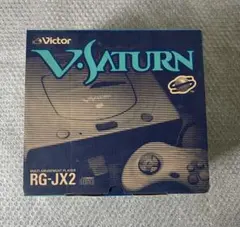 Victor
V·SATURN
MULTI ENTERTAINMENT PLAYER
RG-JX2